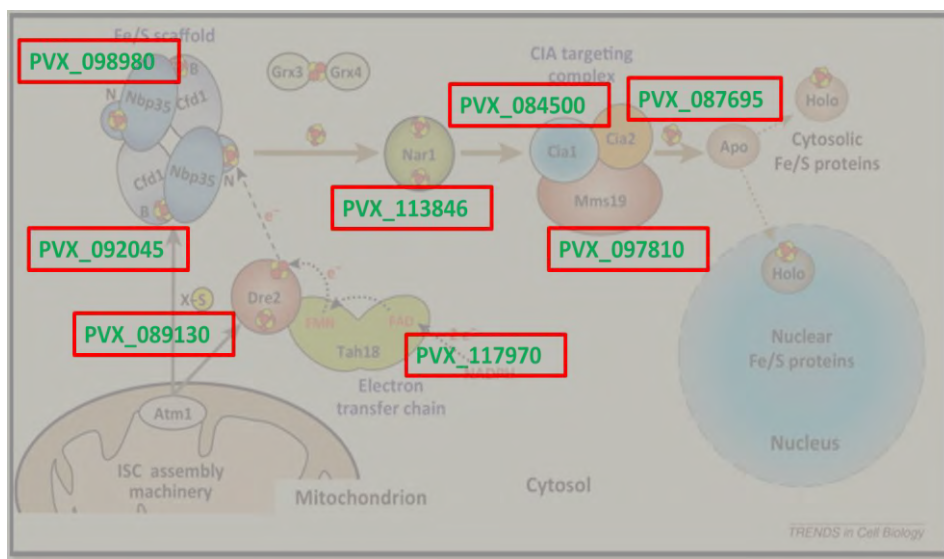 Fe/S scaffold
PVX_098980
B
N
Nbp35
Cfd1
Grx3
Grx4
CIA targeting
complex
PVX_084500
PVX_087695
Holo
Cytosolic
Fe/S proteins
Cfd1
Nbp35
N
B
Nar1
Cia1
Cia2
Apo
Mms19
PVX_113846
PVX_092045
PVX_097810
e-
X-S
Dre2
e-
Holo
PVX_089130
FMN
FAD
Tah18
2 e-
PVX_117970
NADPH
Nuclear
Fe/S proteins
Electron
transfer chain
Atm1
Nucleus
ISC assembly
machinery
Mitochondrion
Cytosol
TRENDS in Cell Biology